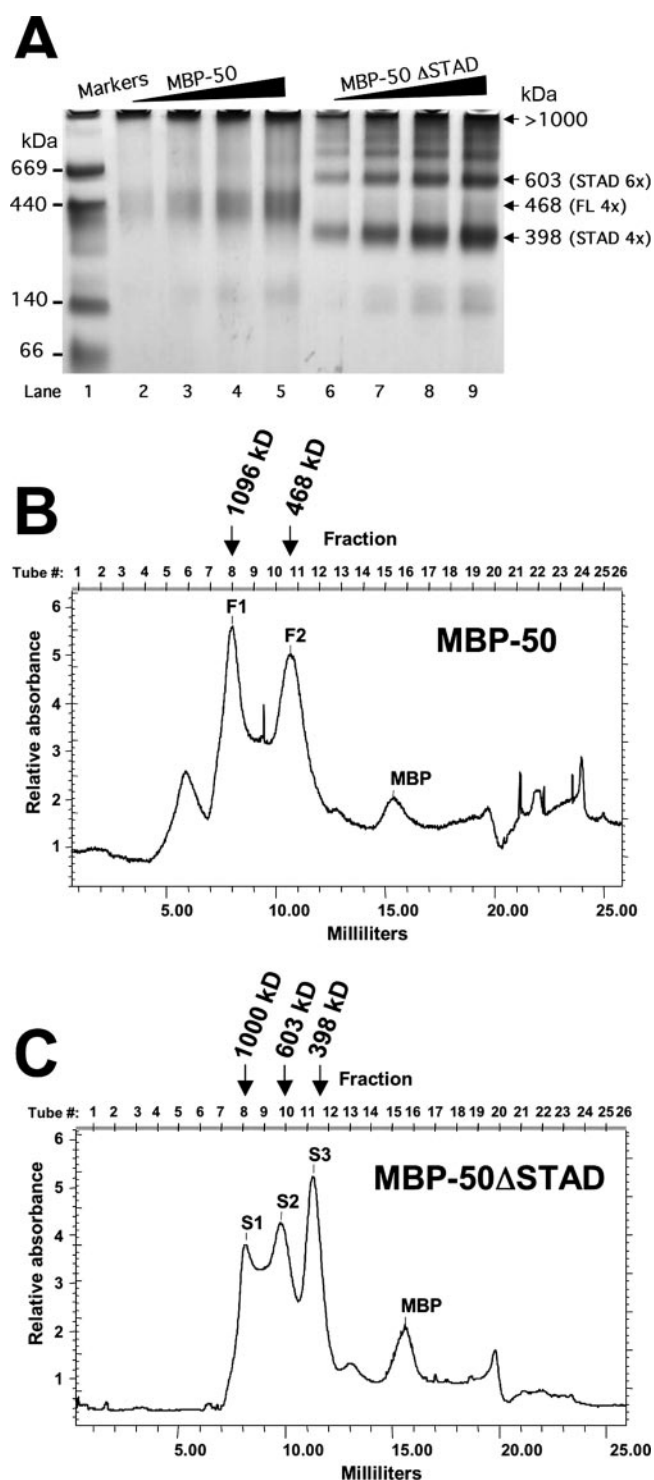 A
Markers MBP-50 MBP-50 ΔSTAD
kDa kDa
>1000
669 603 (STAD 6x)
440 468 (FL 4x)
398 (STAD 4x)
140
66
Lane 1 2 3 4 5 6 7 8 9
B
1096 kD 468 kD
Fraction
Tube #: 1 2 3 4 5 6 7 8 9 10 11 12 13 14 15 16 17 18 19 20 21 22 23 24 25 26
6
F1
F2
MBP-50
5
4
Relative absorbance
3
MBP
2
1
5.00 10.00 15.00 20.00 25.00
Milliliters
C
1000 kD 603 kD 398 kD
Fraction
Tube #: 1 2 3 4 5 6 7 8 9 10 11 12 13 14 15 16 17 18 19 20 21 22 23 24 25 26
6
S3
MBP-50ΔSTAD
5
S2
S1
4
Relative absorbance
3
MBP
2
1
5.00 10.00 15.00 20.00 25.00
Milliliters